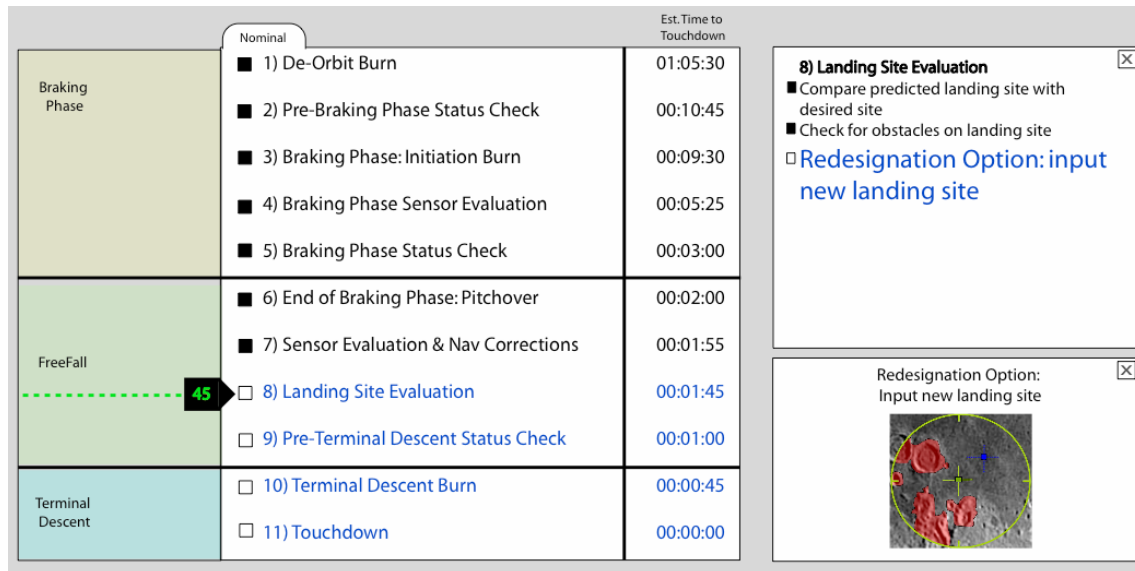 Est. Time to
Touchdown
Nominal
Braking
Phase
1) De-Orbit Burn 01:05:30
2) Pre-Braking Phase Status Check 00:10:45
3) Braking Phase: Initiation Burn 00:09:30
4) Braking Phase Sensor Evaluation 00:05:25
5) Braking Phase Status Check 00:03:00
FreeFall
6) End of Braking Phase: Pitchover 00:02:00
7) Sensor Evaluation & Nav Corrections 00:01:55
45
8) Landing Site Evaluation 00:01:45
9) Pre-Terminal Descent Status Check 00:01:00
Terminal
Descent
10) Terminal Descent Burn 00:00:45
11) Touchdown 00:00:00
8) Landing Site Evaluation
Compare predicted landing site with
desired site
Check for obstacles on landing site
Redesignation Option: input
new landing site
Redesignation Option:
Input new landing site